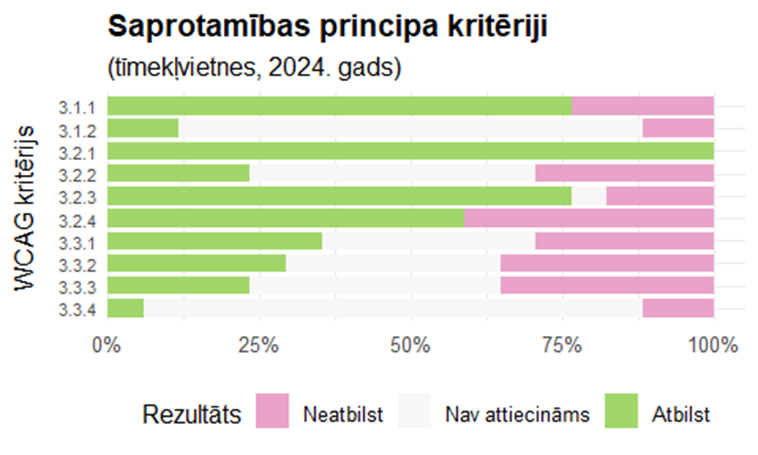 Saprotamības principa kritēriji
(tīmekļvietnes, 2024. gads)
WCAG kritērijs
3.1.1
3.1.2
3.2.1
3.2.2
3.2.3
3.2.4
3.3.1
3.3.2
3.3.3
3.3.4
0% 25% 50% 75% 100%
Rezultāts Neatbilst Nav attiecināms Atbilst